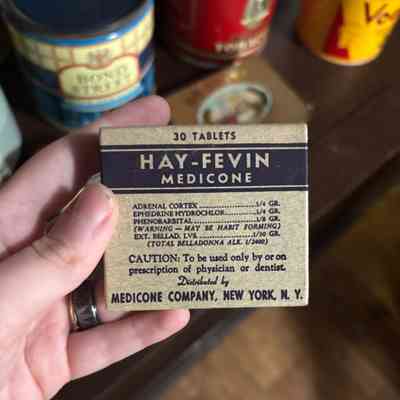 BOND
STREET
30 TABLETS
HAY-FEVIN
MEDICONE
ADRENAL CORTEX ............ 1/4 GR.
EPHEDRINE HYDROCHLOR. ...... 1/4 GR.
PHENOBARBITAL ............. 1/8 GR.
(WARNING — MAY BE HABIT FORMING)
EXT. BELLAD. LVS. .......... 1/10 GR.
(TOTAL BELLADONNA ALK. 1/2400)
CAUTION: To be used only by or on
prescription of physician or dentist.
Distributed by
MEDICONE COMPANY, NEW YORK, N. Y.